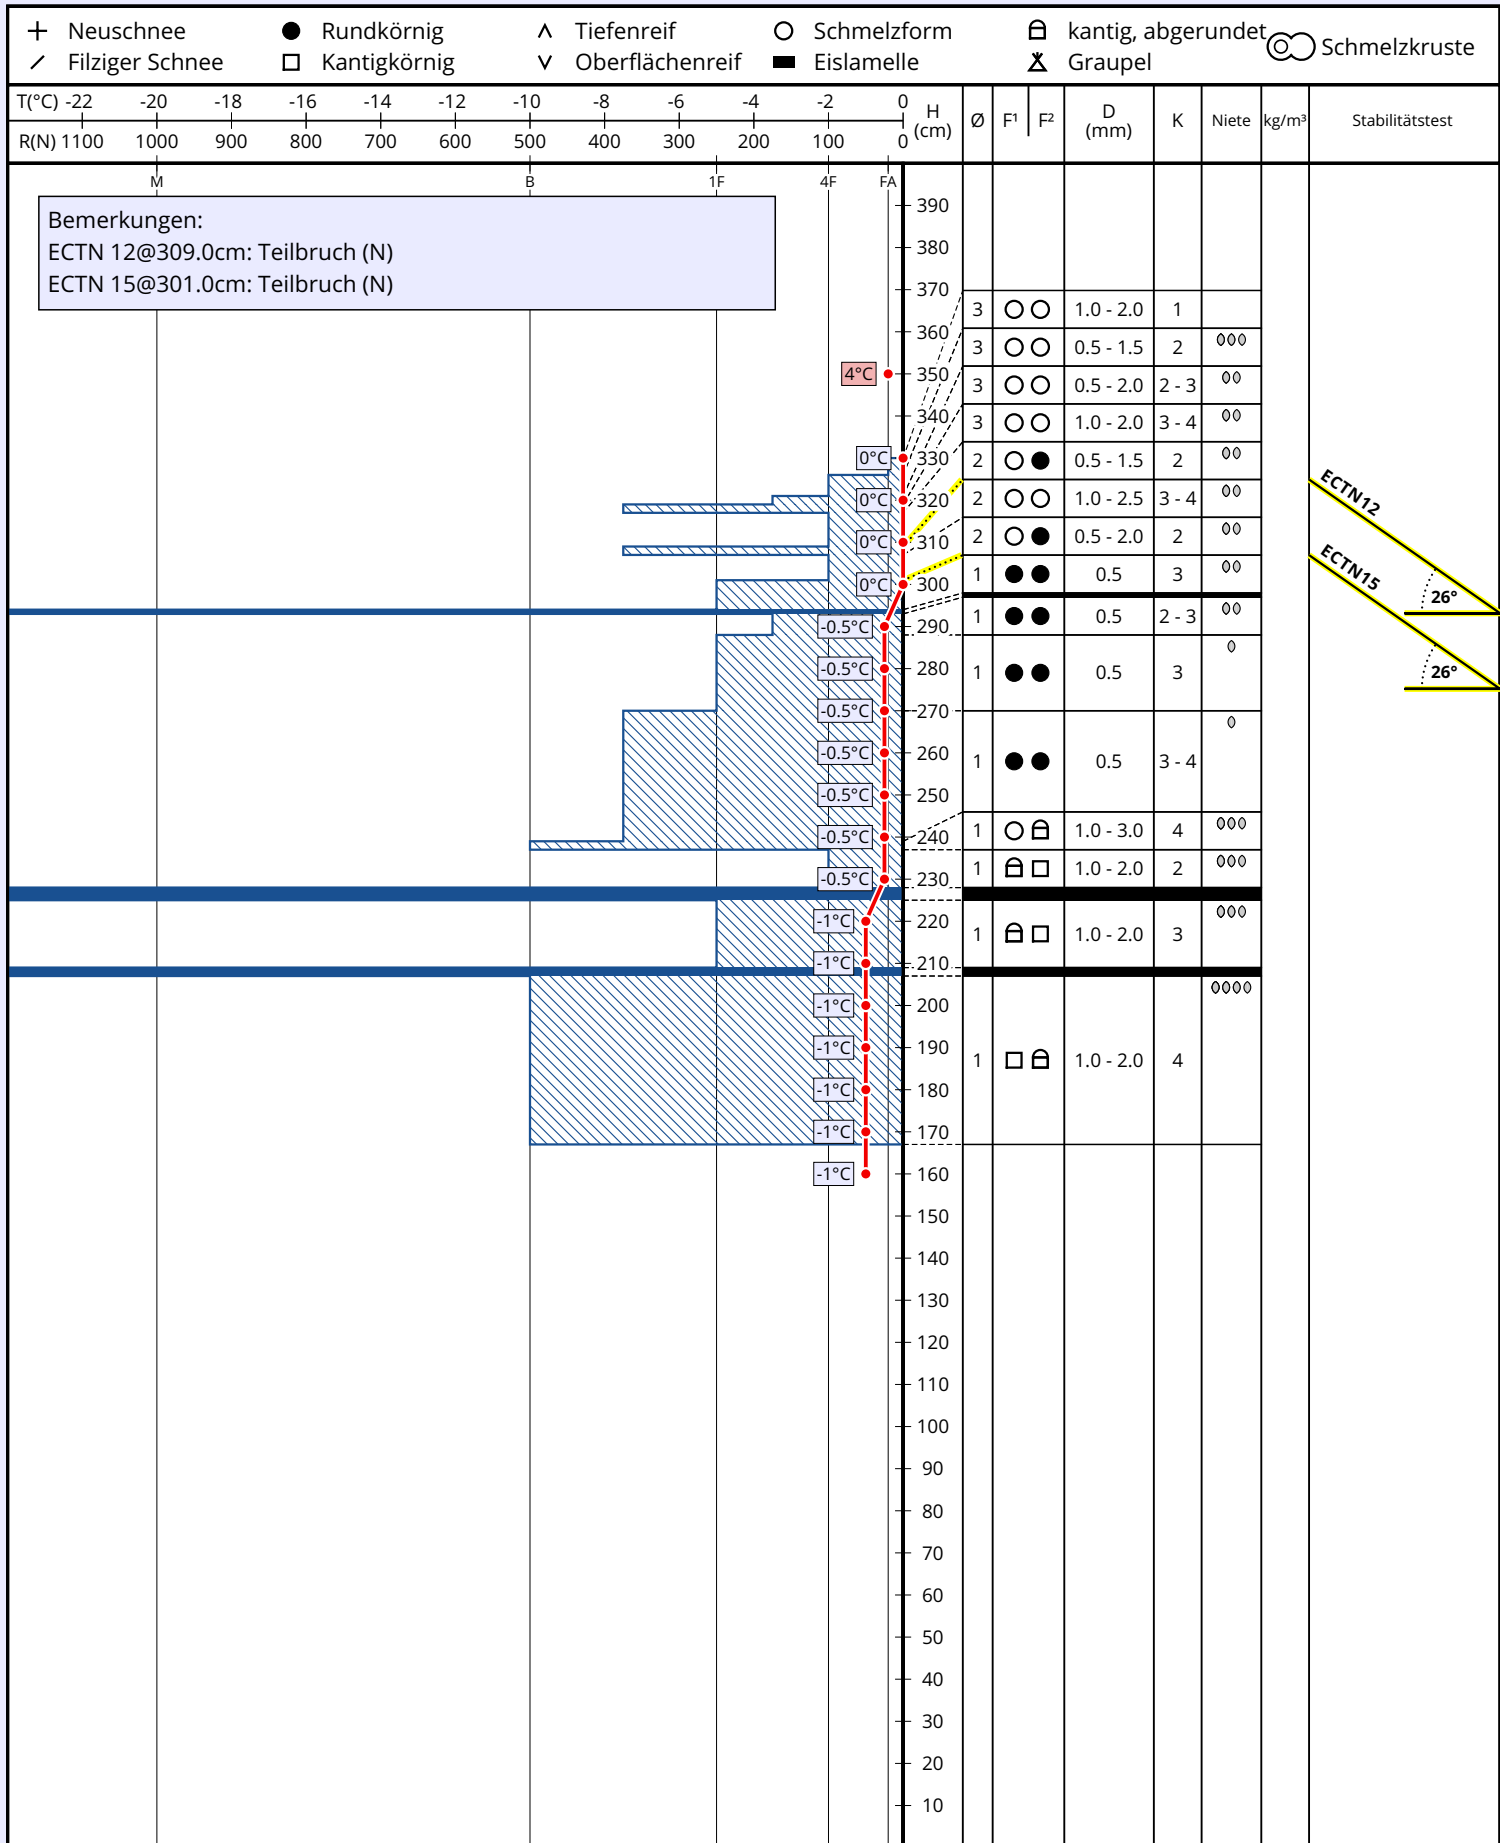 Neuschnee Rundkörnig Tiefenreif Schmelzform kantig, abgerundet Schmelzkruste
Filziger Schnee Kantigkörnig Oberflächenreif Eislamelle Graupel
T(°C) -22 -20 -18 -16 -14 -12 -10 -8 -6 -4 -2 0
R(N) 1100 1000 900 800 700 600 500 400 300 200 100 0
H (cm) Ø F¹ F² D (mm) K Niete kg/m³ Stabilitätstest
M B 1F 4F FA
Bemerkungen:
ECTN 12@309.0cm: Teilbruch (N)
ECTN 15@301.0cm: Teilbruch (N)
390
380
370
360
350
340
330
320
310
300
290
280
270
260
250
240
230
220
210
200
190
180
170
160
150
140
130
120
110
100
90
80
70
60
50
40
30
20
10
4°C
0°C
0°C
0°C
0°C
-0.5°C
-0.5°C
-0.5°C
-0.5°C
-0.5°C
-0.5°C
-0.5°C
-1°C
-1°C
-1°C
-1°C
-1°C
-1°C
-1°C
3 1.0 - 2.0 1
3 0.5 - 1.5 2
3 0.5 - 2.0 2 - 3
3 1.0 - 2.0 3 - 4
2 0.5 - 1.5 2
2 1.0 - 2.5 3 - 4
2 0.5 - 2.0 2
1 0.5 3
1 0.5 2 - 3
1 0.5 3
1 0.5 3 - 4
1 1.0 - 3.0 4
1 1.0 - 2.0 2
1 1.0 - 2.0 3
1 1.0 - 2.0 4
ECTN12
26°
ECTN15
26°